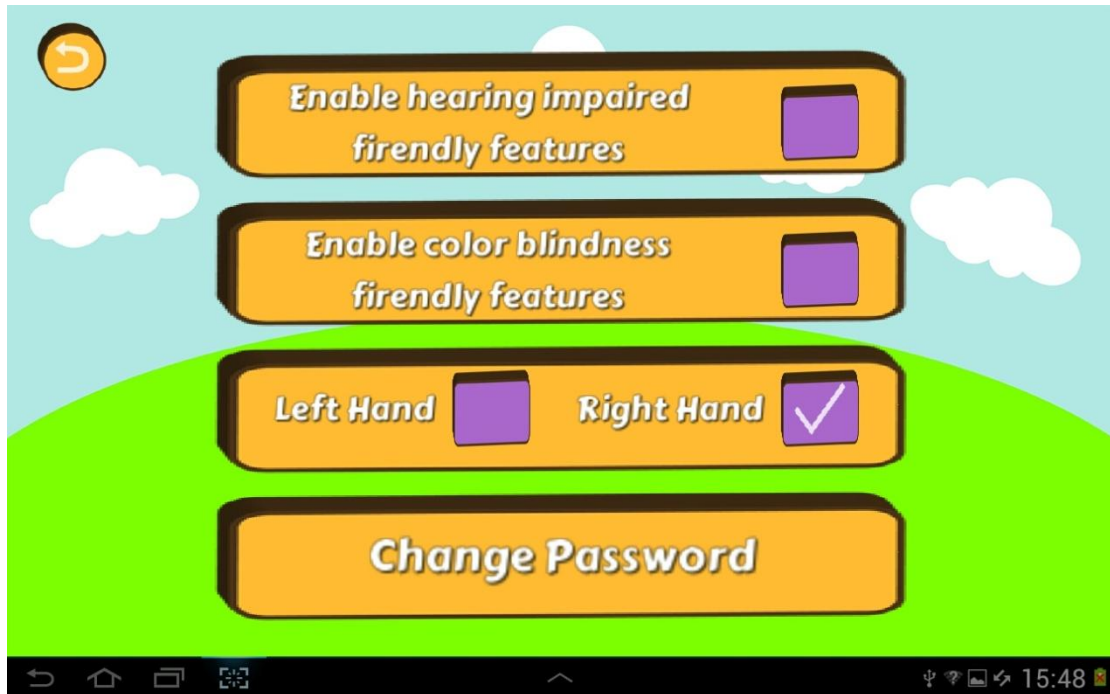 Enable hearing impaired
firendly features
Enable color blindness
firendly features
Left Hand Right Hand
Change Password
15:48